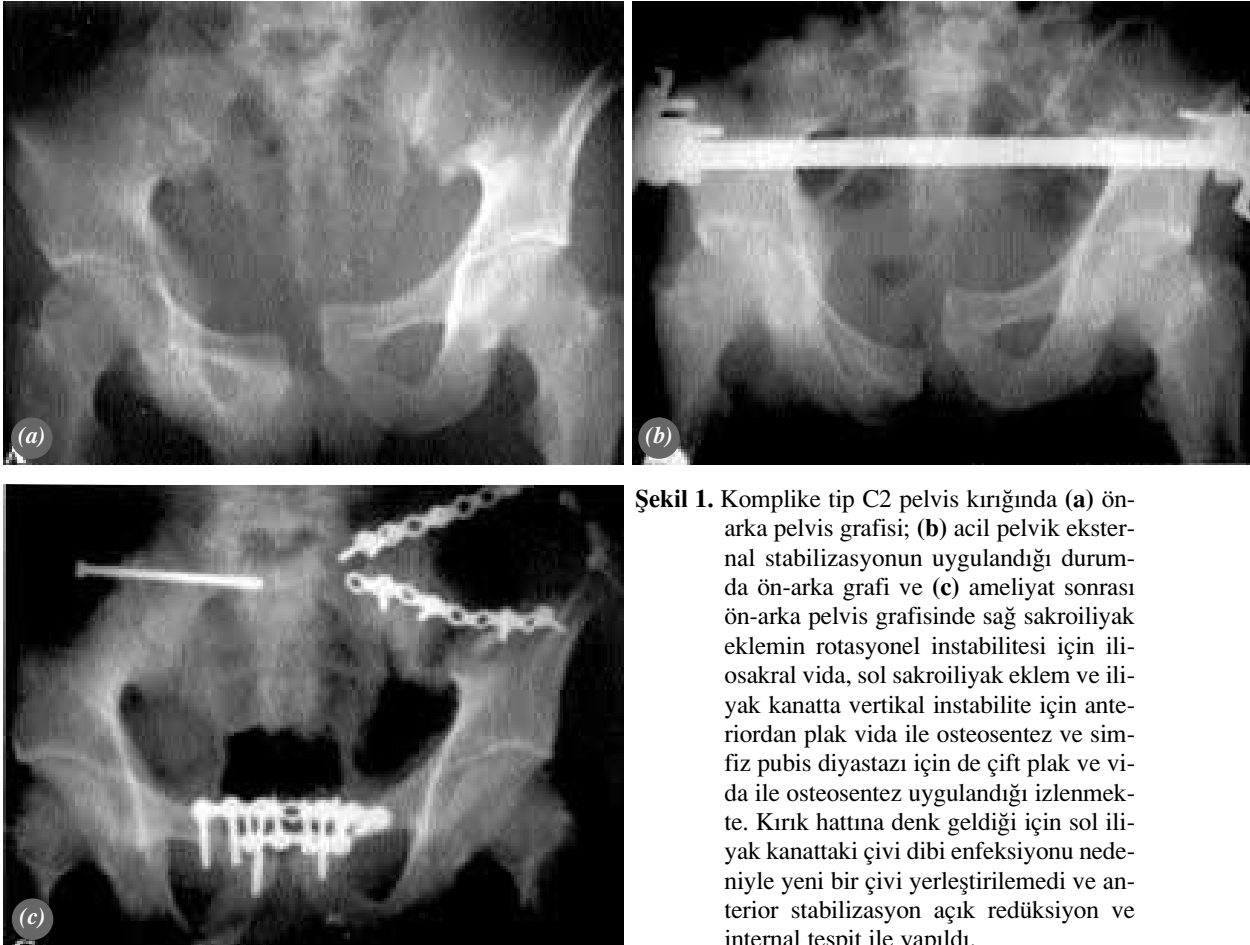 (a)
(b)
(c)
Şekil 1. Komplike tip C2 pelvis kırığında (a) ön-
arka pelvis grafisi; (b) acil pelvik ekster-
nal stabilizasyonun uygulandığı durum-
da ön-arka grafi ve (c) ameliyat sonrası
ön-arka pelvis grafisinde sağ sakroiliyak
eklemin rotasyonel instabilitesi için ili-
osakral vida, sol sakroiliyak eklem ve ili-
yak kanatta vertikal instabilite için ante-
riordan plak vida ile osteosentez ve sim-
fiz pubis diyastazı için de çift plak ve vi-
da ile osteosentez uygulandığı izlenmek-
te. Kırık hattına denk geldiği için sol ili-
yak kanattaki çivi dibi enfeksiyonu nede-
niyle yeni bir çivi yerleştirilemedi ve an-
terior stabilizasyon açık redüksiyon ve
internal tespit ile yapıldı.